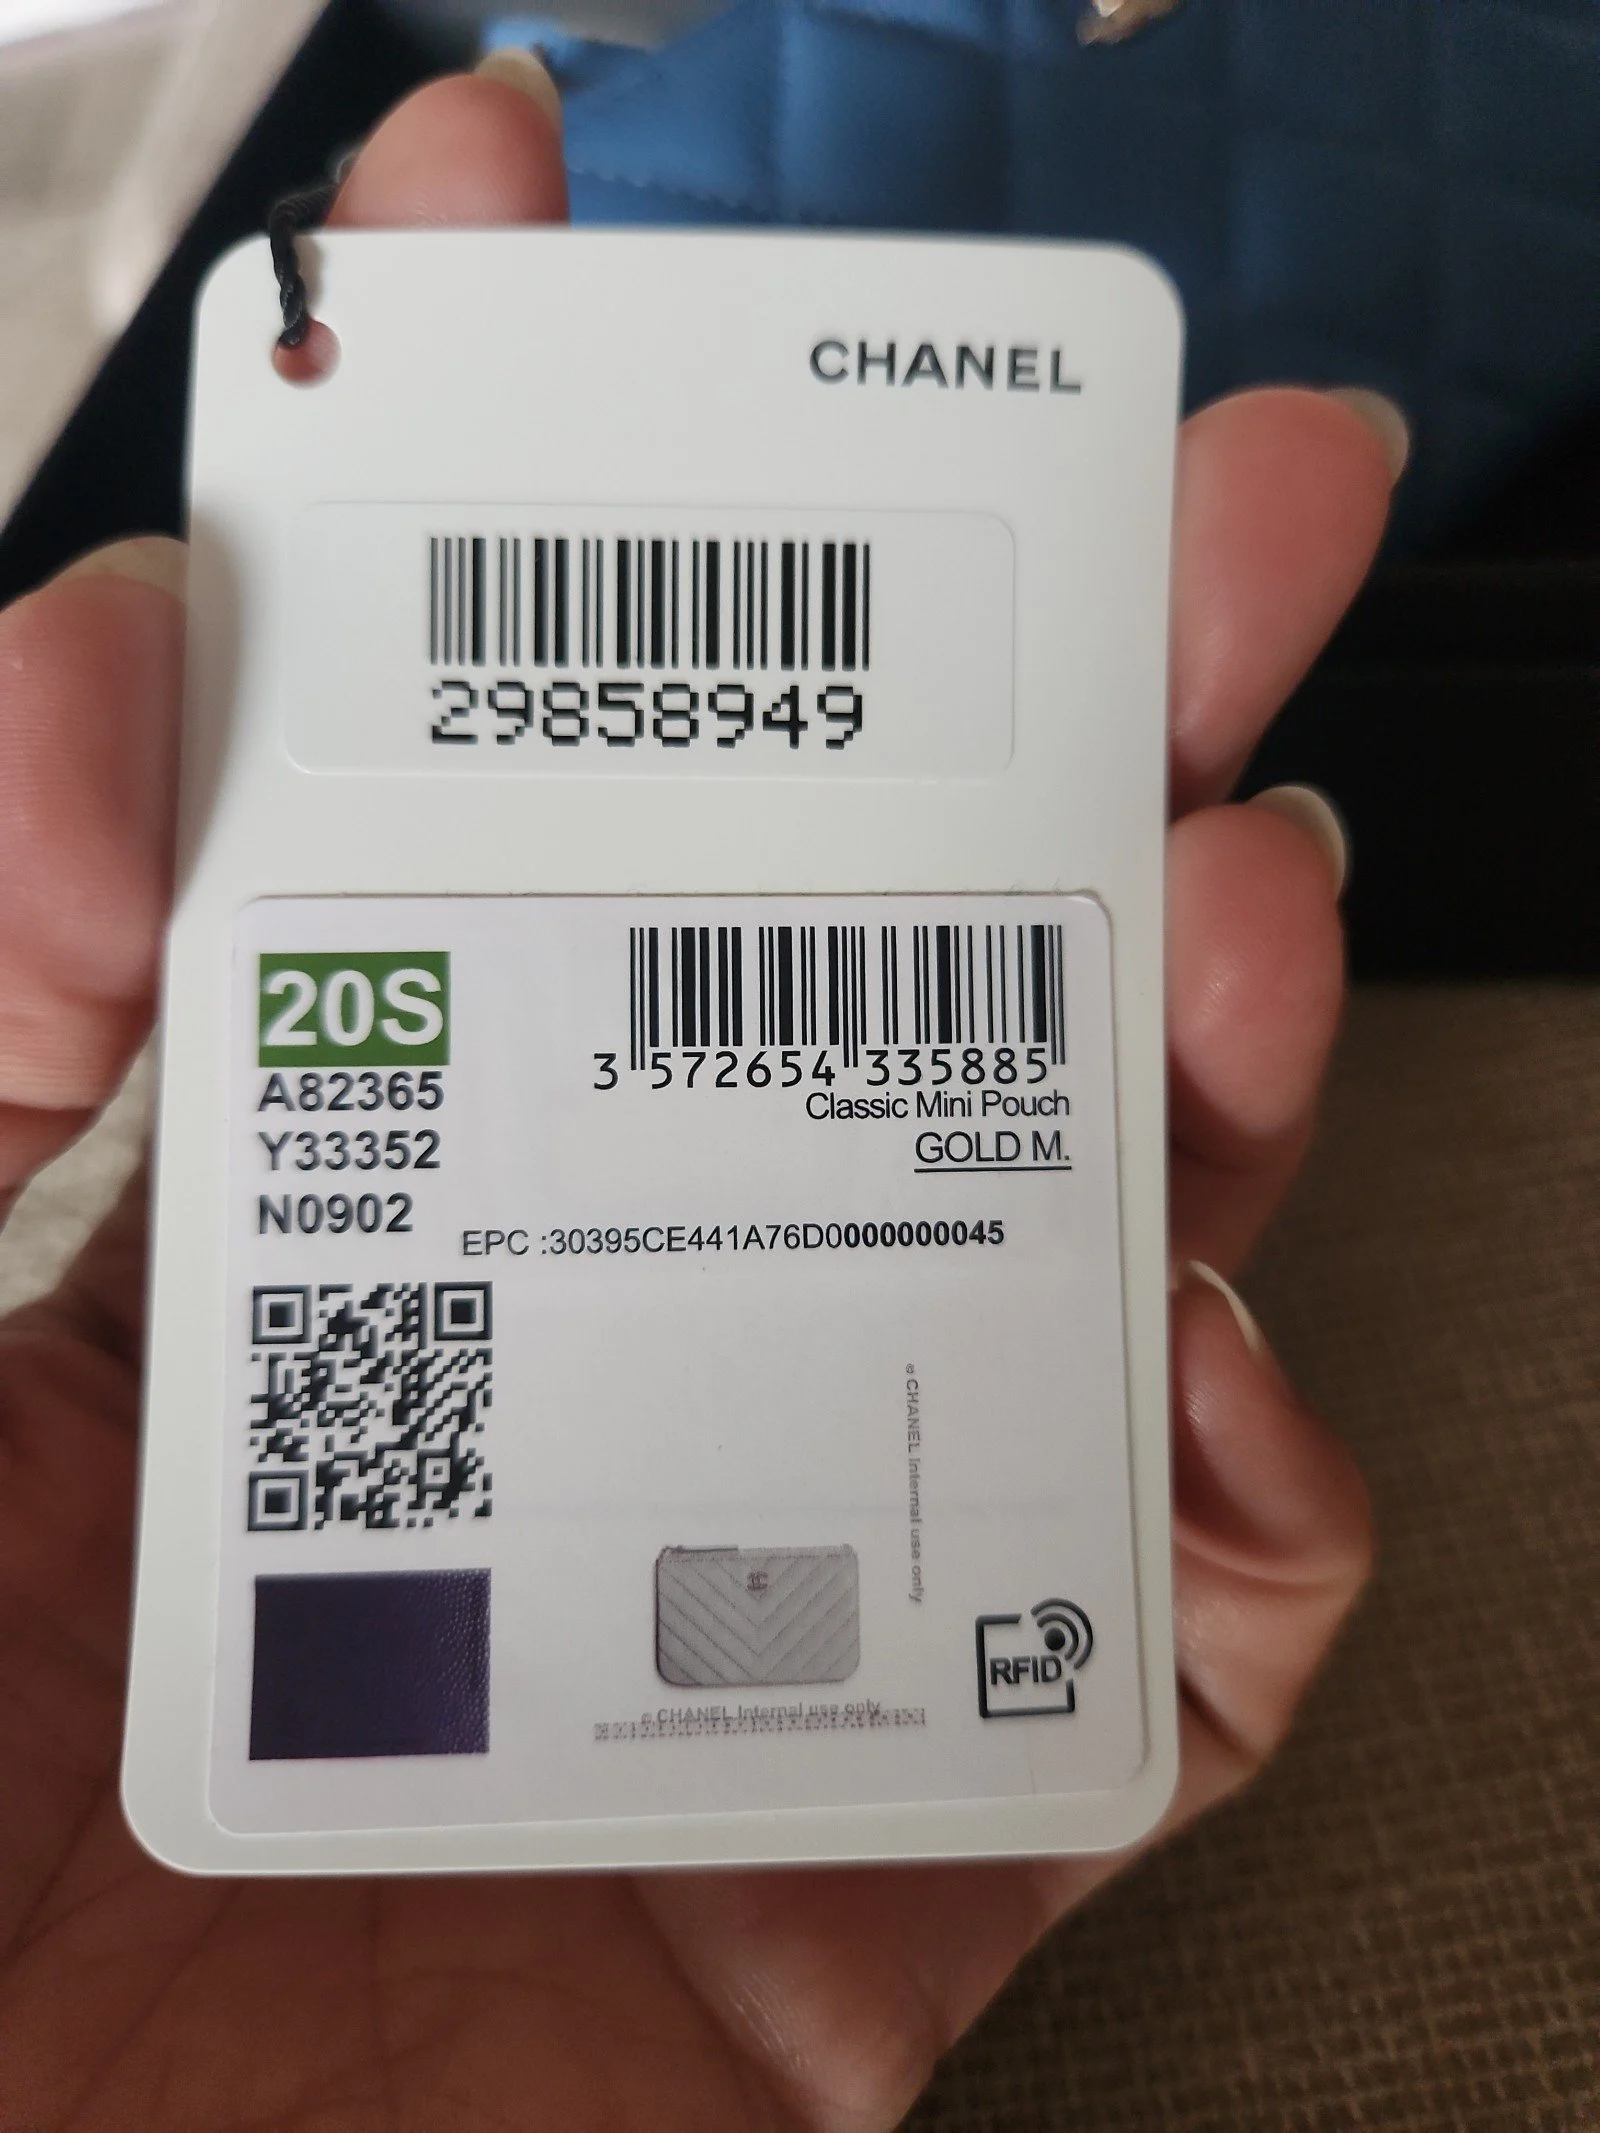 CHANEL
29858949
20S
3 572654 335885
A82365
Classic Mini Pouch
Y33352
GOLD M.
N0902
EPC :30395CE441A76D0000000045
© CHANEL Internal use only
© CHANEL Internal use only
RFID